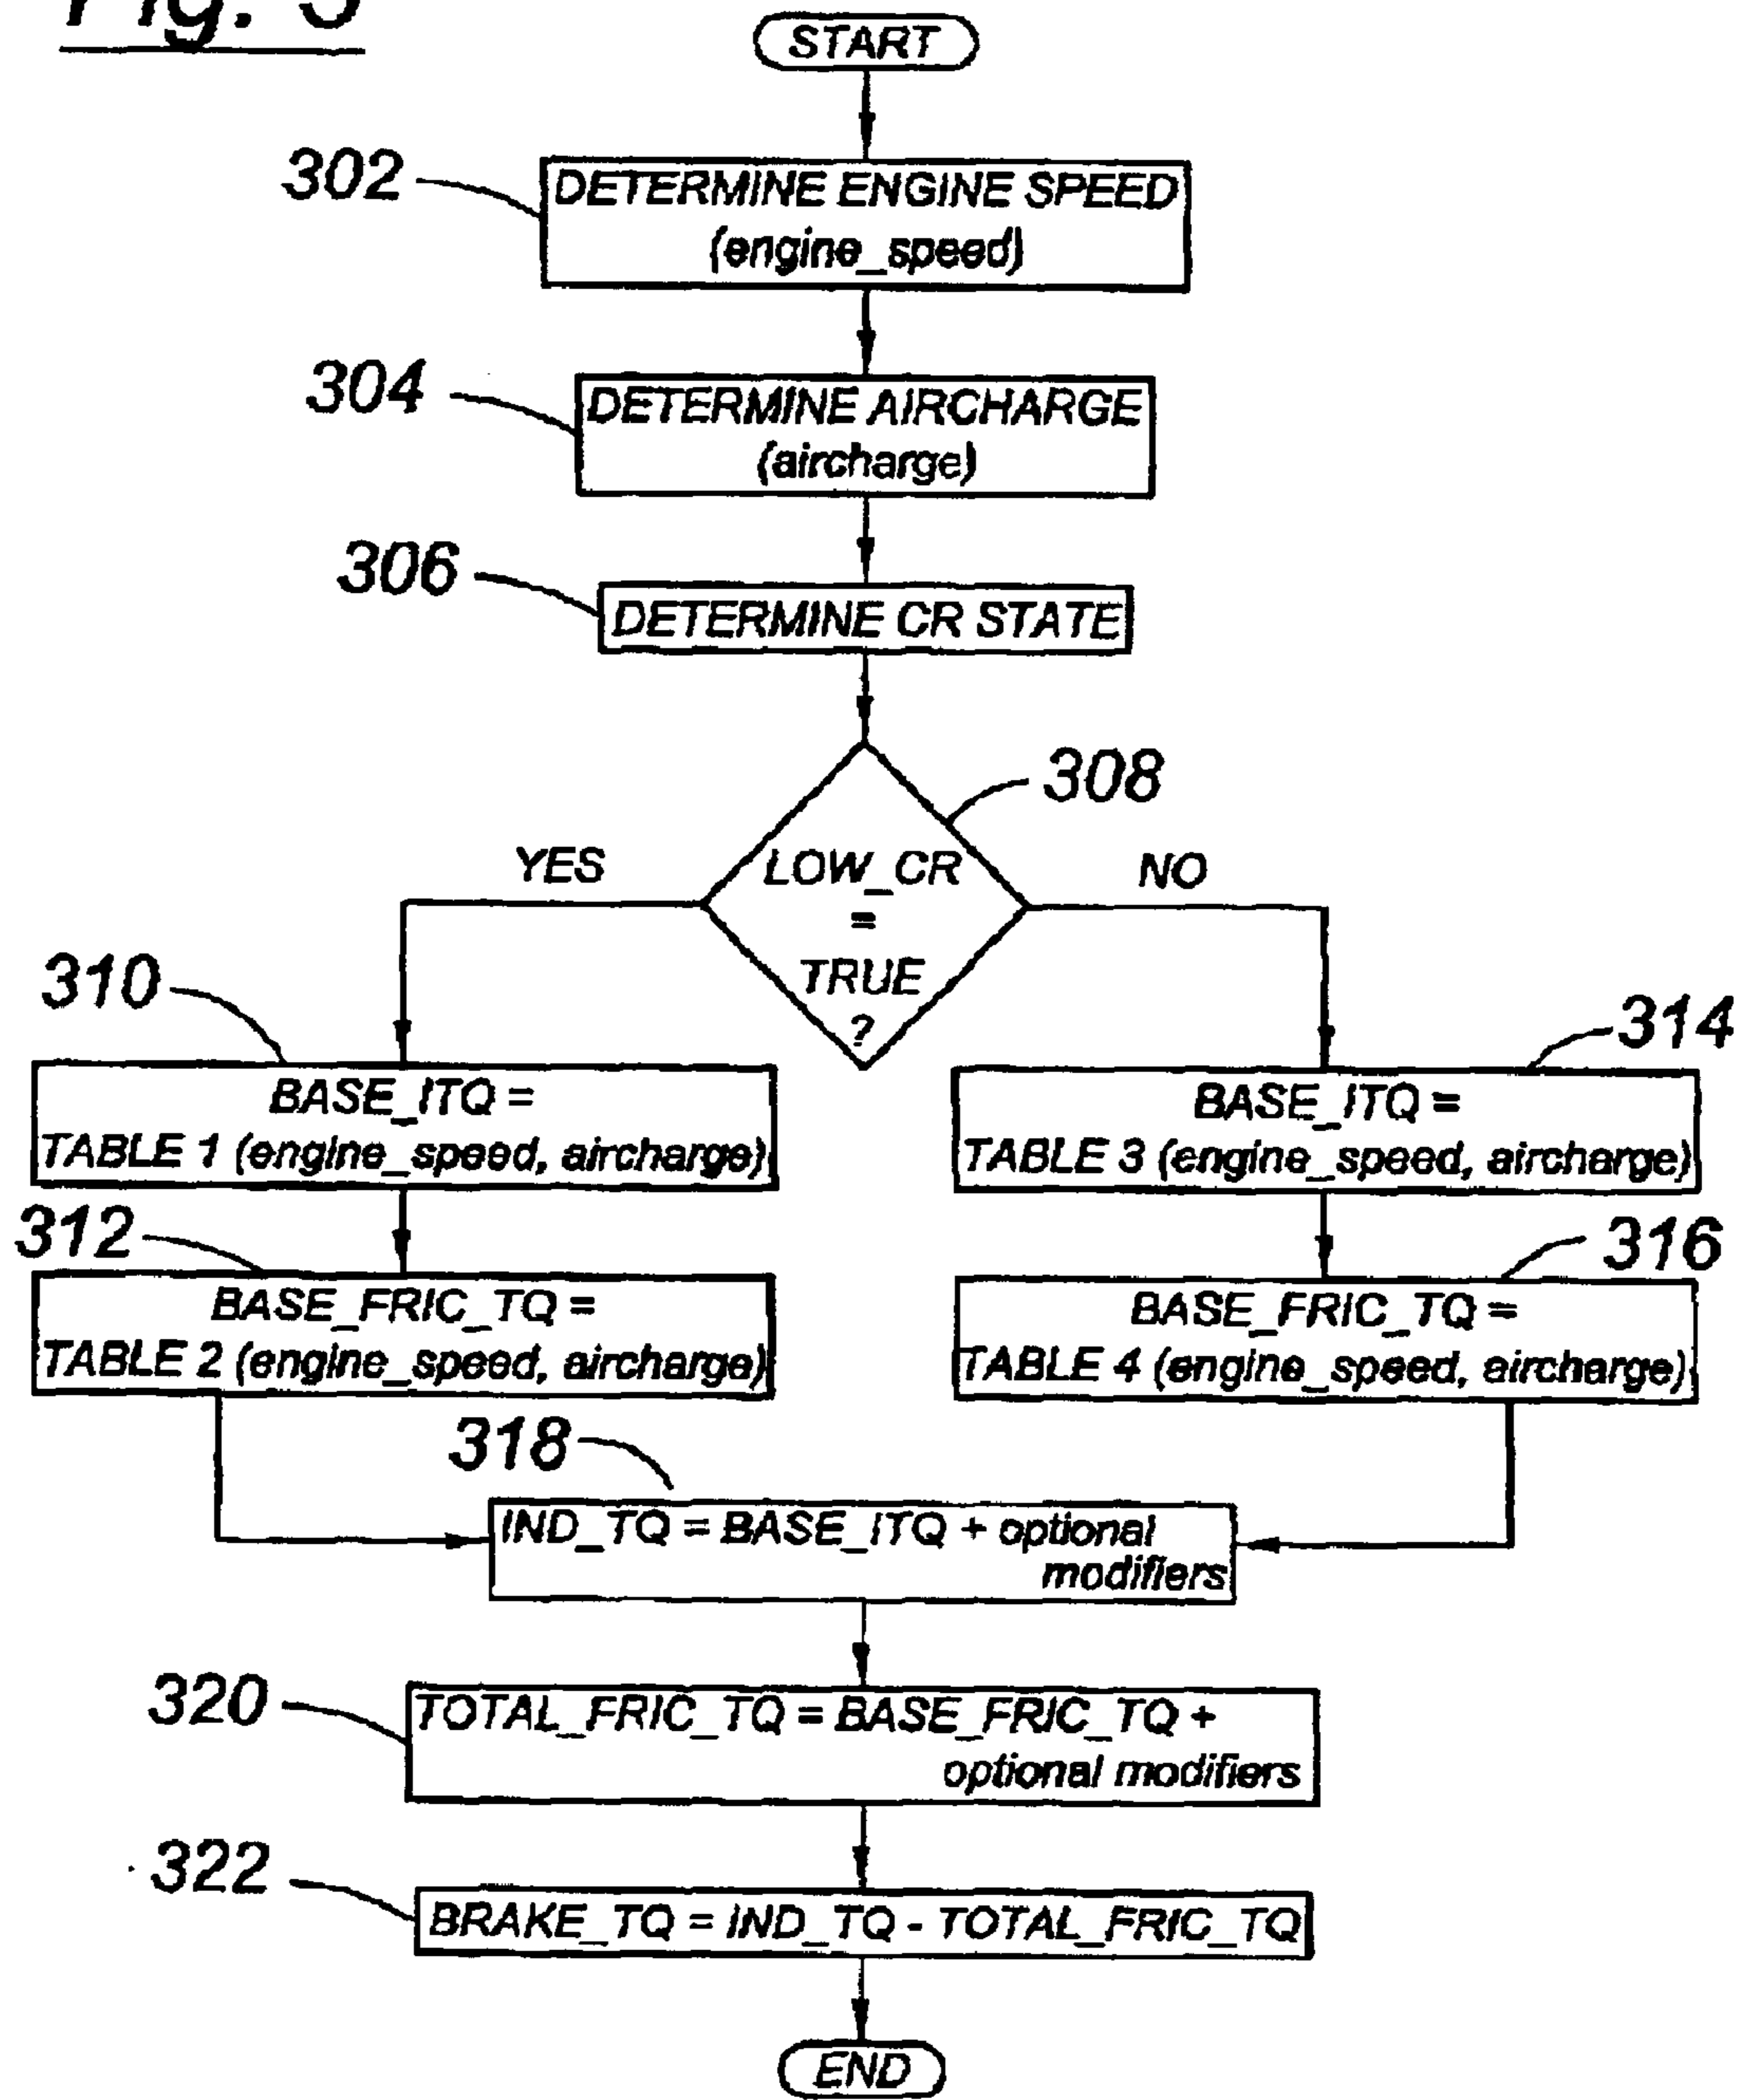 Fig. 3
START
302
DETERMINE ENGINE SPEED
(engine_speed)
304
DETERMINE AIRCHARGE
(aircharge)
306
DETERMINE CR STATE
308
YES
LOW_CR
=
TRUE
?
NO
310
BASE_ITQ =
TABLE 1 (engine_speed, aircharge)
314
BASE_ITQ =
TABLE 3 (engine_speed, aircharge)
312
BASE_FRIC_TQ =
TABLE 2 (engine_speed, aircharge)
316
BASE_FRIC_TQ =
TABLE 4 (engine_speed, aircharge)
318
IND_TQ = BASE_ITQ + optional
modifiers
320
TOTAL_FRIC_TQ = BASE_FRIC_TQ +
optional modifiers
322
BRAKE_TQ = IND_TQ - TOTAL_FRIC_TQ
END